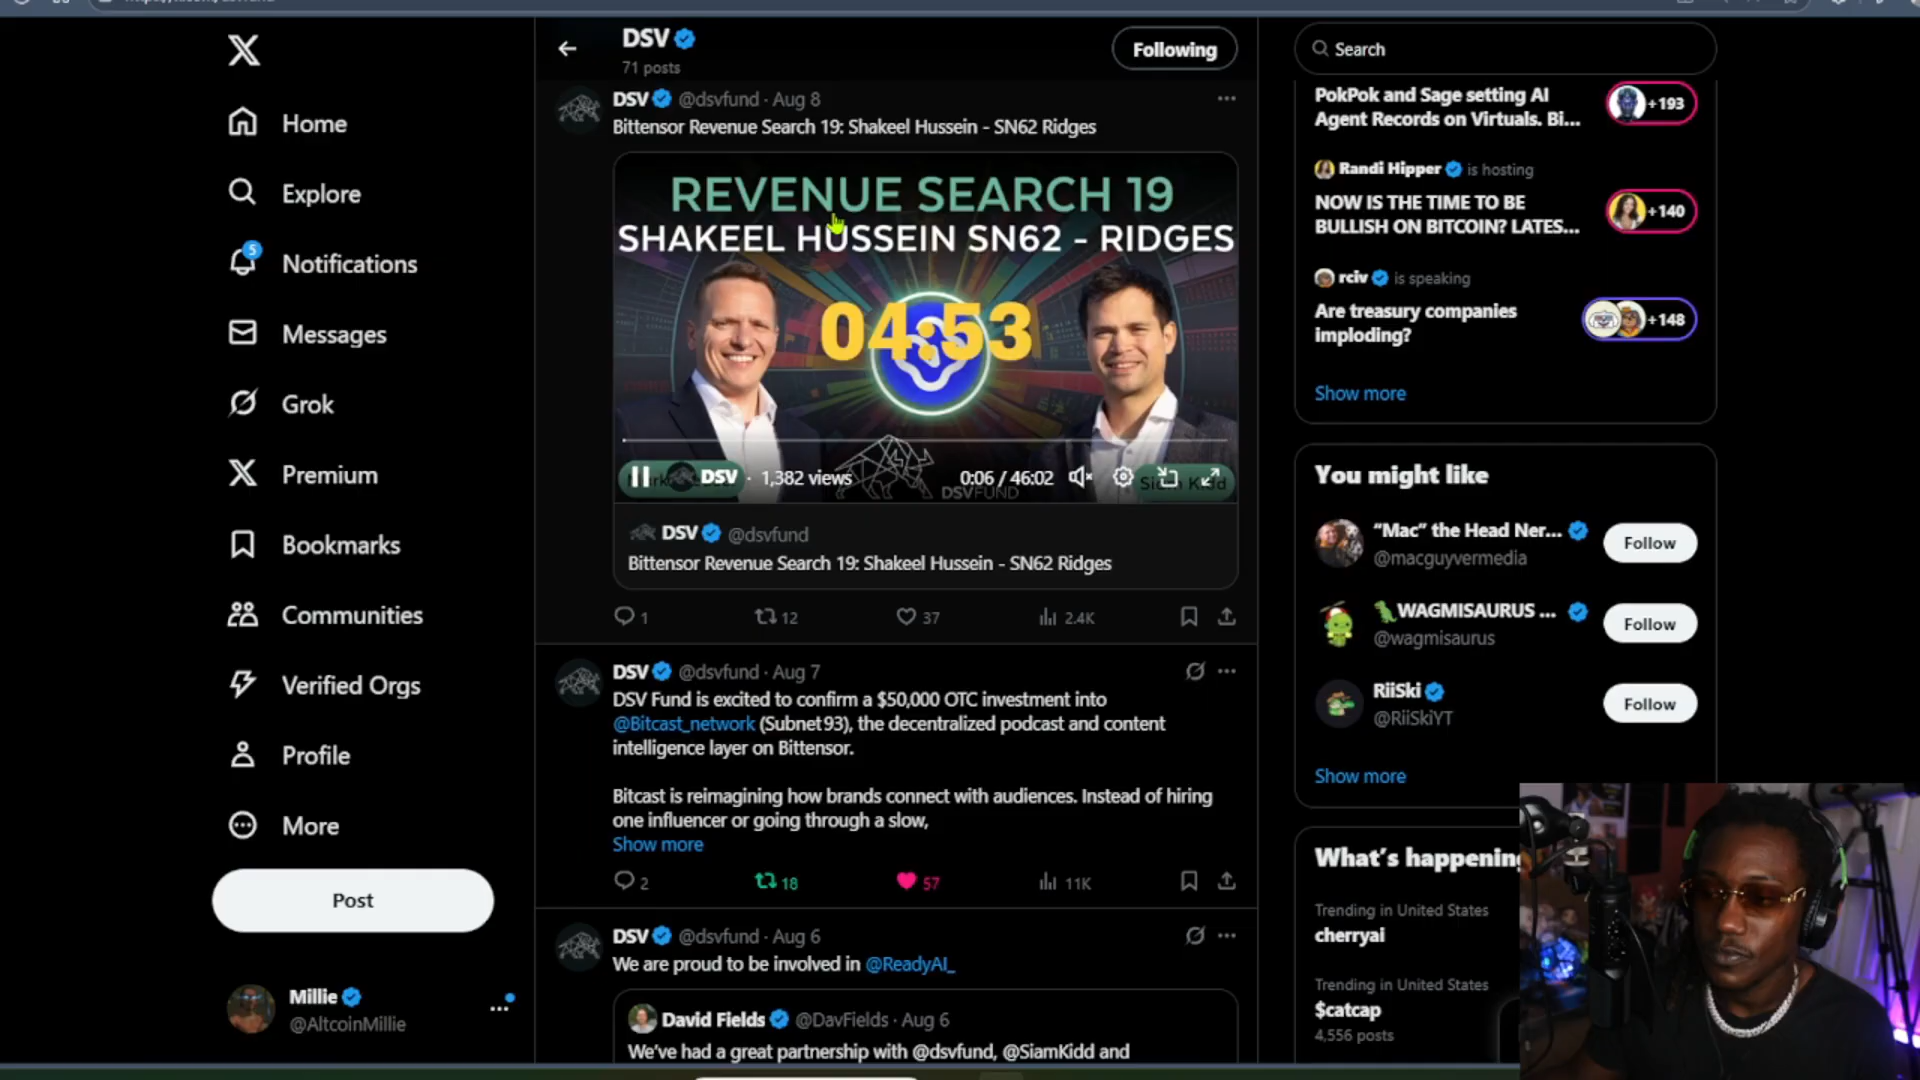 DSV
71 posts
Following
Search
Home
Explore
5
Notifications
Messages
Grok
Premium
Bookmarks
Communities
Verified Orgs
Profile
More
Post
Millie
@AltcoinMillie
DSV @dsvfund · Aug 8
Bittensor Revenue Search 19: Shakeel Hussein - SN62 Ridges
REVENUE SEARCH 19
SHAKEEL HUSSEIN SN62 - RIDGES
04:53
DSV · 1,382 views
0:06 / 46:02
DSVFUND
Siam Kidd
DSV @dsvfund
Bittensor Revenue Search 19: Shakeel Hussein - SN62 Ridges
1
12
37
2.4K
DSV @dsvfund · Aug 7
DSV Fund is excited to confirm a $50,000 OTC investment into
@Bitcast_network (Subnet93), the decentralized podcast and content
intelligence layer on Bittensor.
Bitcast is reimagining how brands connect with audiences. Instead of hiring
one influencer or going through a slow,
Show more
2
18
57
11K
DSV @dsvfund · Aug 6
We are proud to be involved in @ReadyAI_
David Fields @DavFields · Aug 6
We've had a great partnership with @dsvfund, @SiamKidd and
PokPok and Sage setting AI
Agent Records on Virtuals. Bi...
+193
Randi Hipper is hosting
NOW IS THE TIME TO BE
BULLISH ON BITCOIN? LATES...
+140
rciv is speaking
Are treasury companies
imploding?
+148
Show more
You might like
"Mac" the Head Ner...
@macguyvermedia
Follow
WAGMISAURUS ...
@wagmisaurus
Follow
RiiSki
@RiiSkiYT
Follow
Show more
What's happening
Trending in United States
cherryai
Trending in United States
$catcap
4,556 posts